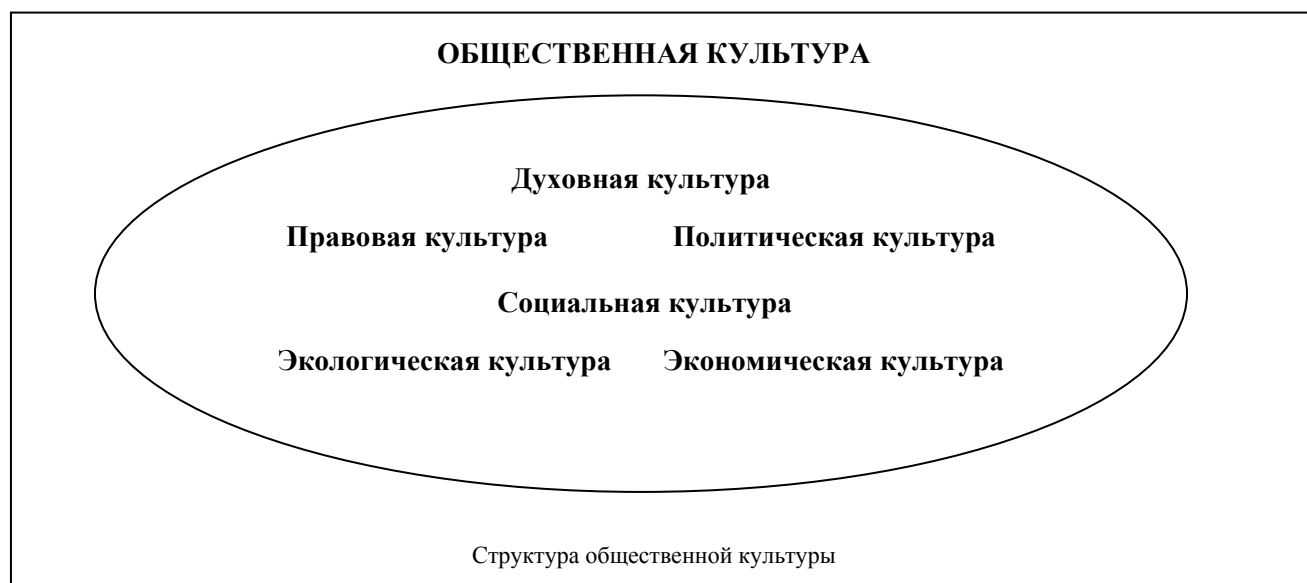 ОБЩЕСТВЕННАЯ КУЛЬТУРА
Духовная культура
Правовая культура Политическая культура
Социальная культура
Экологическая культура Экономическая культура
Структура общественной культуры